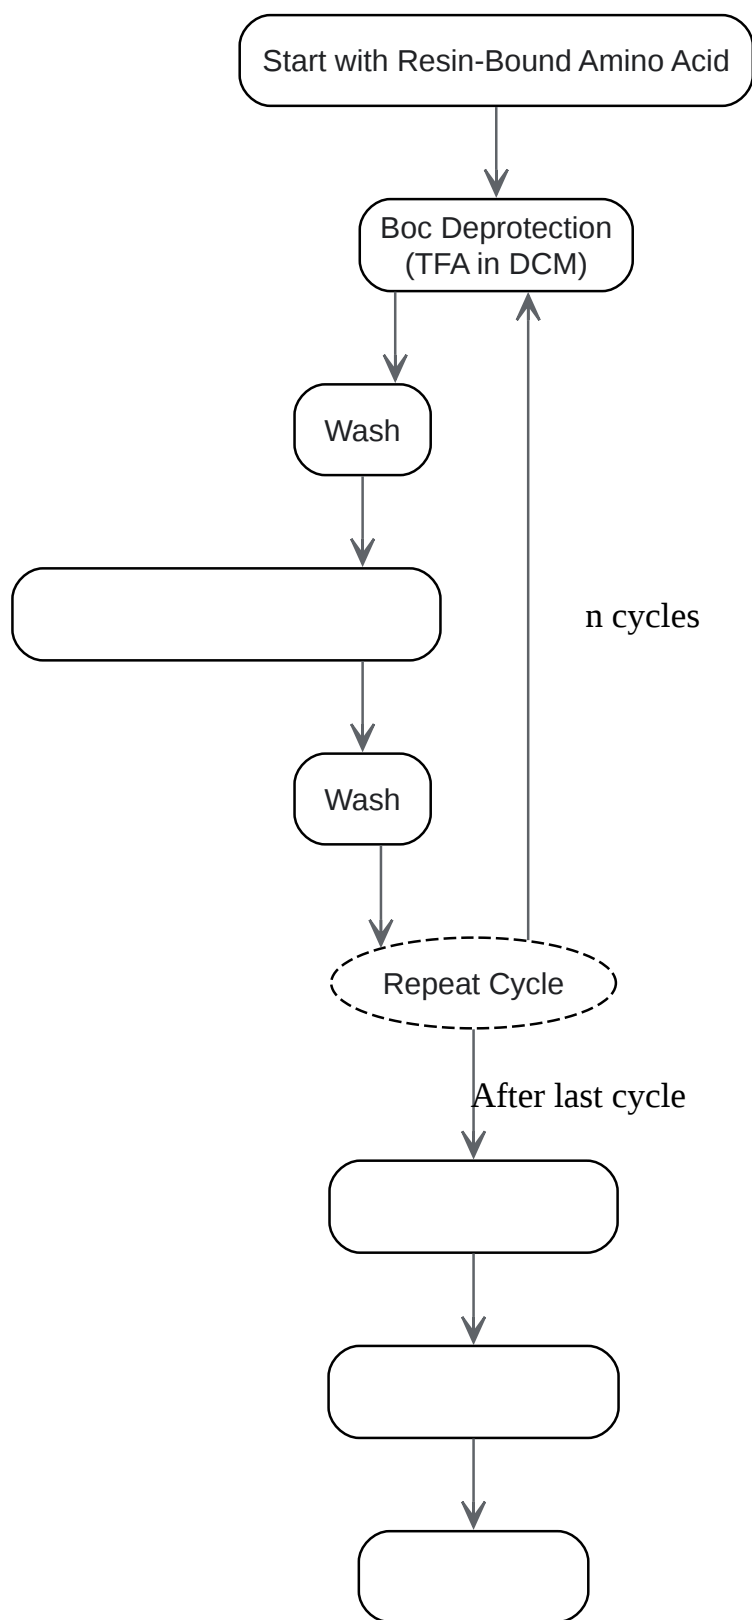 Start with Resin-Bound Amino Acid
Boc Deprotection
(TFA in DCM)
Wash
n cycles
Wash
Repeat Cycle
After last cycle